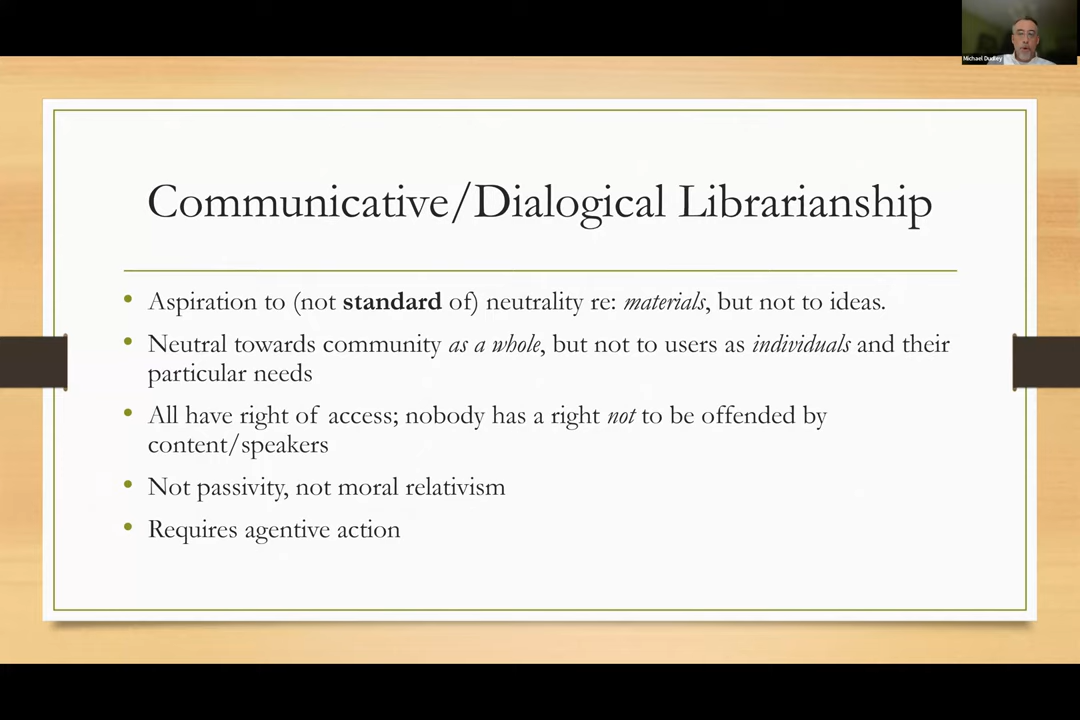 Michael Dudley
Communicative/Dialogical Librarianship
• Aspiration to (not standard of) neutrality re: materials, but not to ideas.
• Neutral towards community as a whole, but not to users as individuals and their
particular needs
• All have right of access; nobody has a right not to be offended by
content/speakers
• Not passivity, not moral relativism
• Requires agentive action